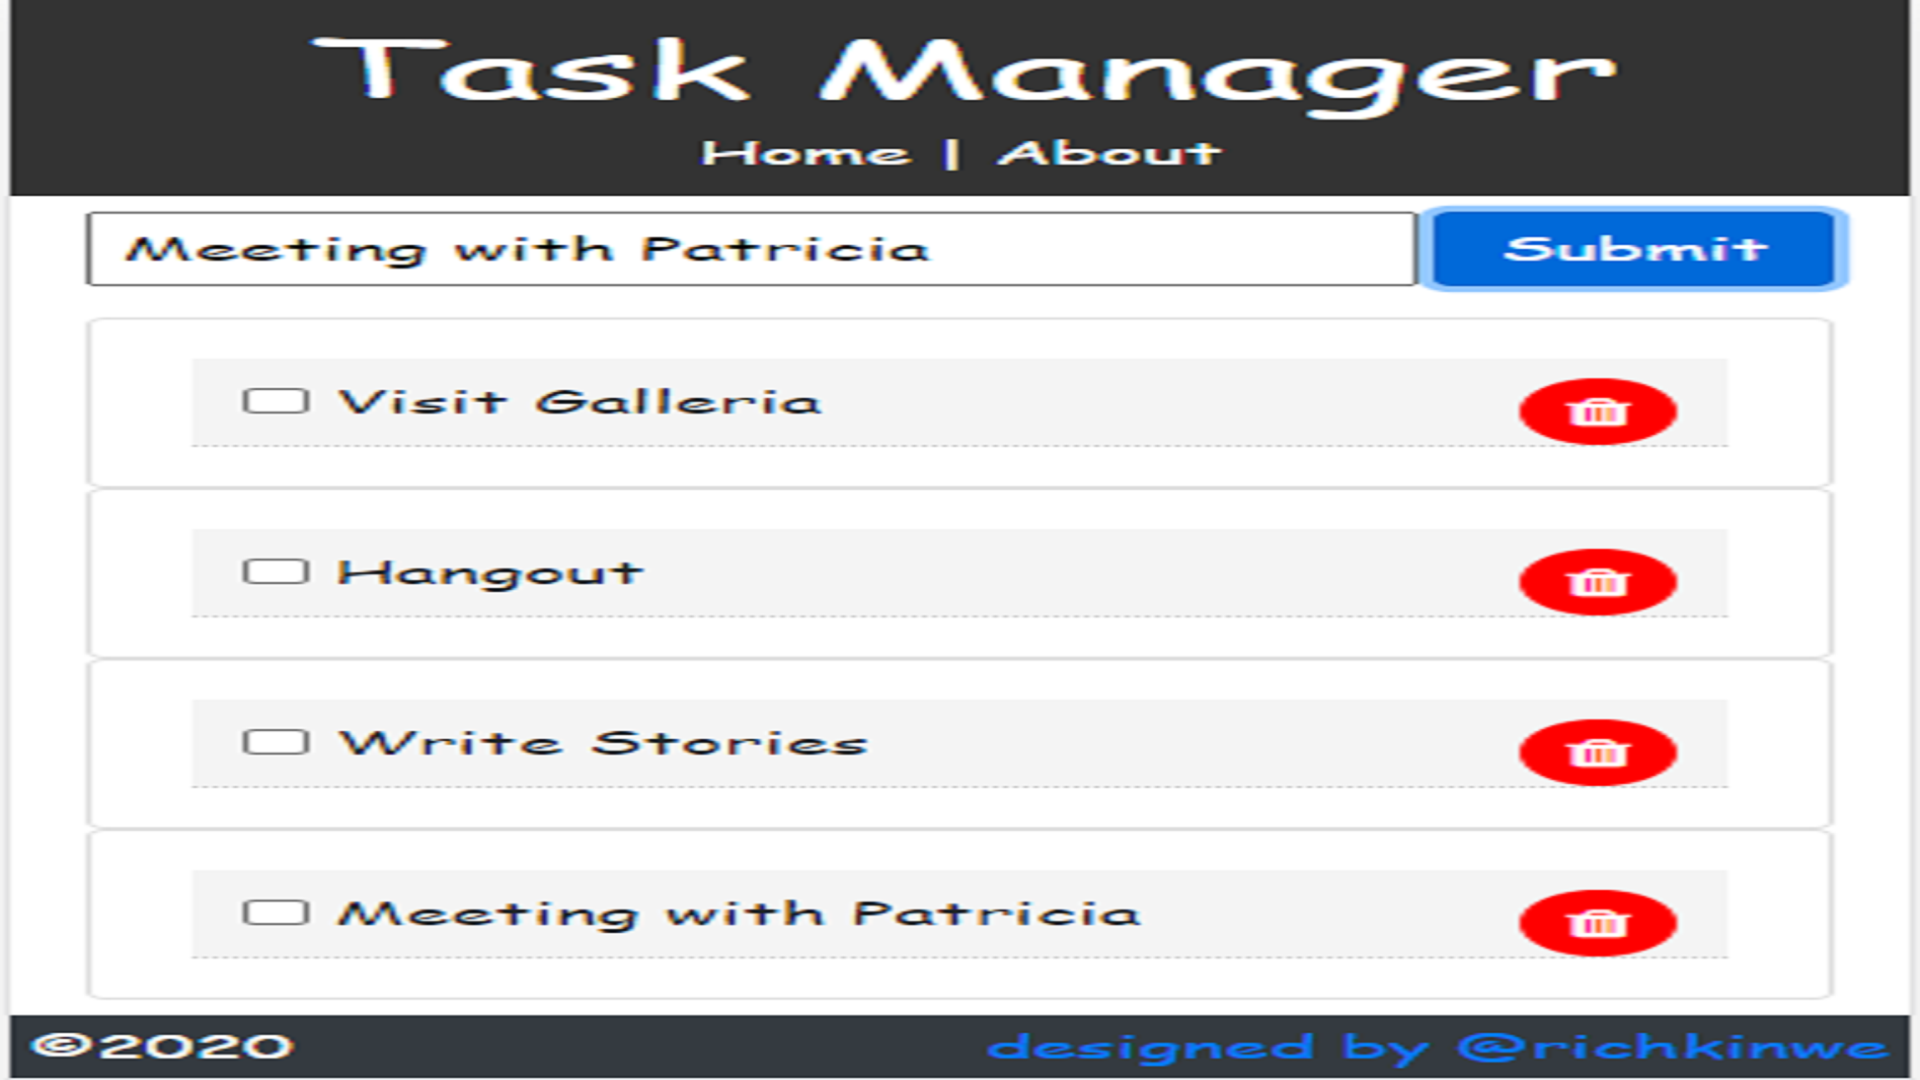 Task Manager
Home | About
Meeting with Patricia Submit
Visit Galleria
Hangout
Write Stories
Meeting with Patricia
©2020 designed by @richkinwe